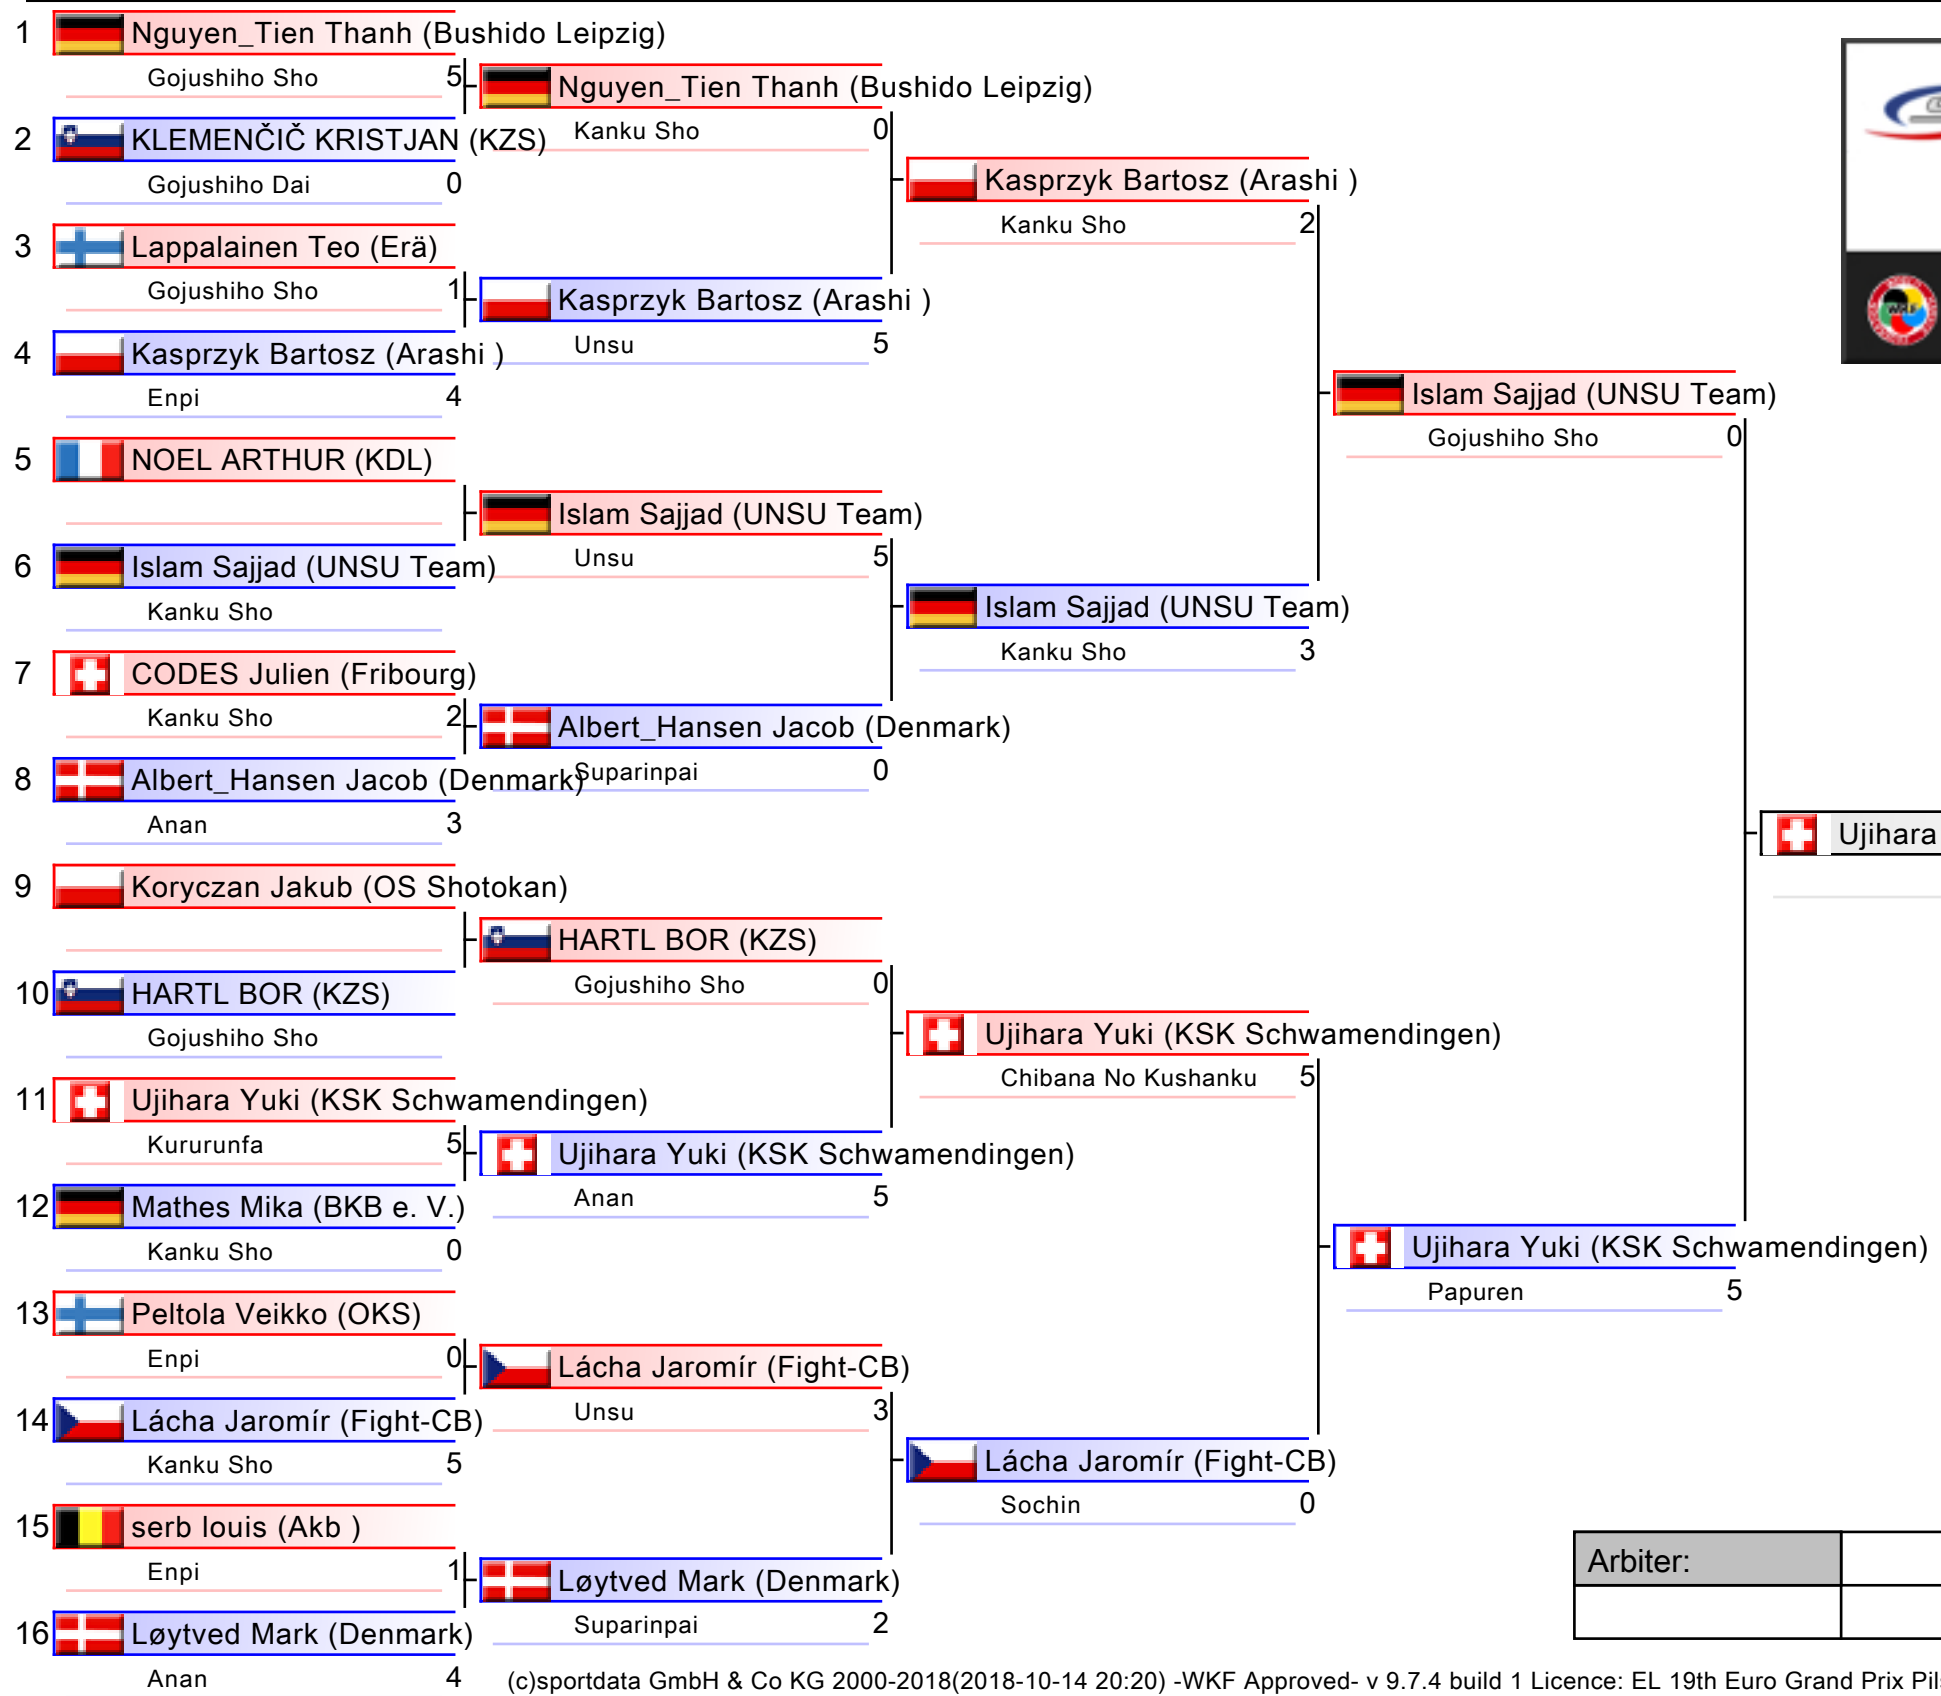 1 Nguyen_Tien Thanh (Bushido Leipzig)
Gojushiho Sho 5
2 KLEMENČIČ KRISTJAN (KZS)
Gojushiho Dai 0
3 Lappalainen Teo (Erä)
Gojushiho Sho 1
4 Kasprzyk Bartosz (Arashi )
Enpi 4
5 NOEL ARTHUR (KDL)
6 Islam Sajjad (UNSU Team)
Kanku Sho
7 CODES Julien (Fribourg)
Kanku Sho 2
8 Albert_Hansen Jacob (Denmark)
Anan 3
9 Koryczan Jakub (OS Shotokan)
10 HARTL BOR (KZS)
Gojushiho Sho
11 Ujihara Yuki (KSK Schwamendingen)
Kururunfa 5
12 Mathes Mika (BKB e. V.)
Kanku Sho 0
13 Peltola Veikko (OKS)
Enpi 0
14 Lácha Jaromír (Fight-CB)
Kanku Sho 5
15 serb louis (Akb )
Enpi 1
16 Løytved Mark (Denmark)
Anan 4
Nguyen_Tien Thanh (Bushido Leipzig)
Kanku Sho 0
Kasprzyk Bartosz (Arashi )
Unsu 5
Islam Sajjad (UNSU Team)
Unsu 5
Albert_Hansen Jacob (Denmark)
Suparinpai 0
HARTL BOR (KZS)
Gojushiho Sho 0
Ujihara Yuki (KSK Schwamendingen)
Anan 5
Lácha Jaromír (Fight-CB)
Unsu 3
Løytved Mark (Denmark)
Suparinpai 2
Kasprzyk Bartosz (Arashi )
Kanku Sho 2
Islam Sajjad (UNSU Team)
Kanku Sho 3
Ujihara Yuki (KSK Schwamendingen)
Chibana No Kushanku 5
Lácha Jaromír (Fight-CB)
Sochin 0
Islam Sajjad (UNSU Team)
Gojushiho Sho 0
Ujihara Yuki (KSK Schwamendingen)
Papuren 5
Ujihara
WKF
Arbiter:
(c)sportdata GmbH & Co KG 2000-2018(2018-10-14 20:20) -WKF Approved- v 9.7.4 build 1 Licence: EL 19th Euro Grand Prix Pil